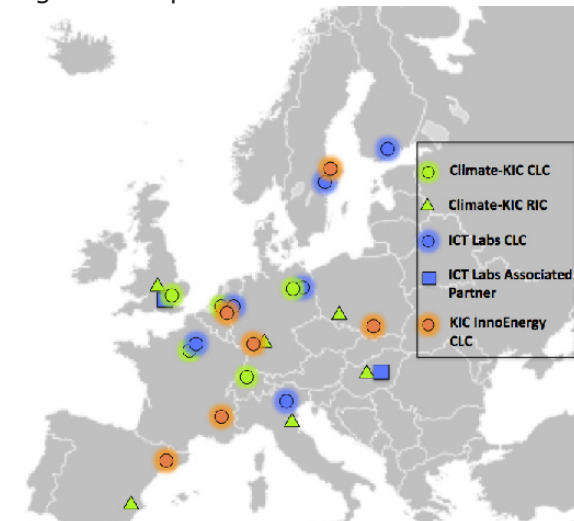 Climate-KIC CLC
Climate-KIC RIC
ICT Labs CLC
ICT Labs Associated
Partner
KIC InnoEnergy
CLC